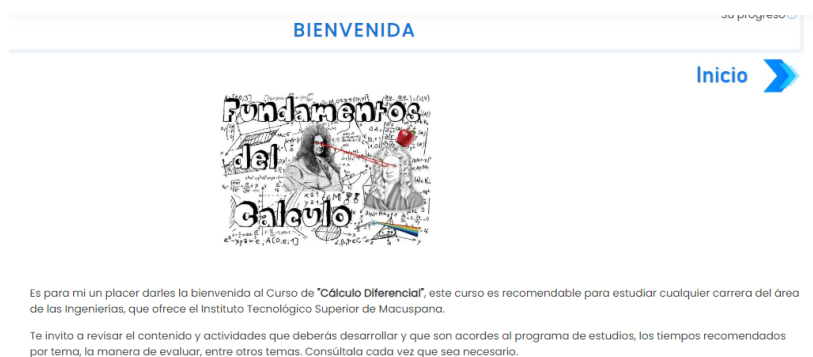 Su progreso
BIENVENIDA
Inicio
Fundamentos
del
Calculo
Es para mi un placer darles la bienvenida al Curso de "Cálculo Diferencial", este curso es recomendable para estudiar cualquier carrera del área
de las Ingenierías, que ofrece el Instituto Tecnológico Superior de Macuspana.
Te invito a revisar el contenido y actividades que deberás desarrollar y que son acordes al programa de estudios, los tiempos recomendados
por tema, la manera de evaluar, entre otros temas. Consúltala cada vez que sea necesario.